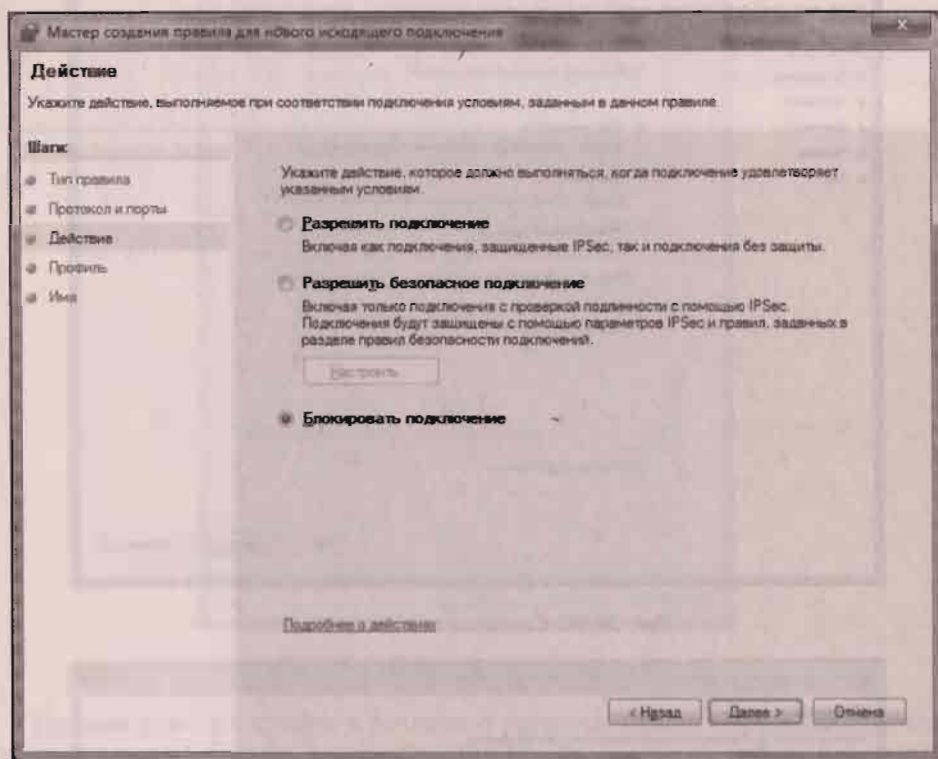 Мастер создания правила для нового исходящего подключения
Действие
Укажите действие, выполняемое при соответствии подключения условиям, заданным в данном правиле.
Шаги:
Тип правила
Протокол и порты
Действие
Профиль
Имя
Укажите действие, которое должно выполняться, когда подключение удовлетворяет
указанным условиям.
Разрешить подключение
Включая как подключения, защищенные IPSec, так и подключения без защиты.
Разрешить безопасное подключение
Включая только подключения с проверкой подлинности с помощью IPSec.
Подключения будут защищены с помощью параметров IPSec и правил, заданных в
разделе правил безопасности подключений.
Настроить
Блокировать подключение
Подробнее о действиях
< Назад
Далее >
Отмена